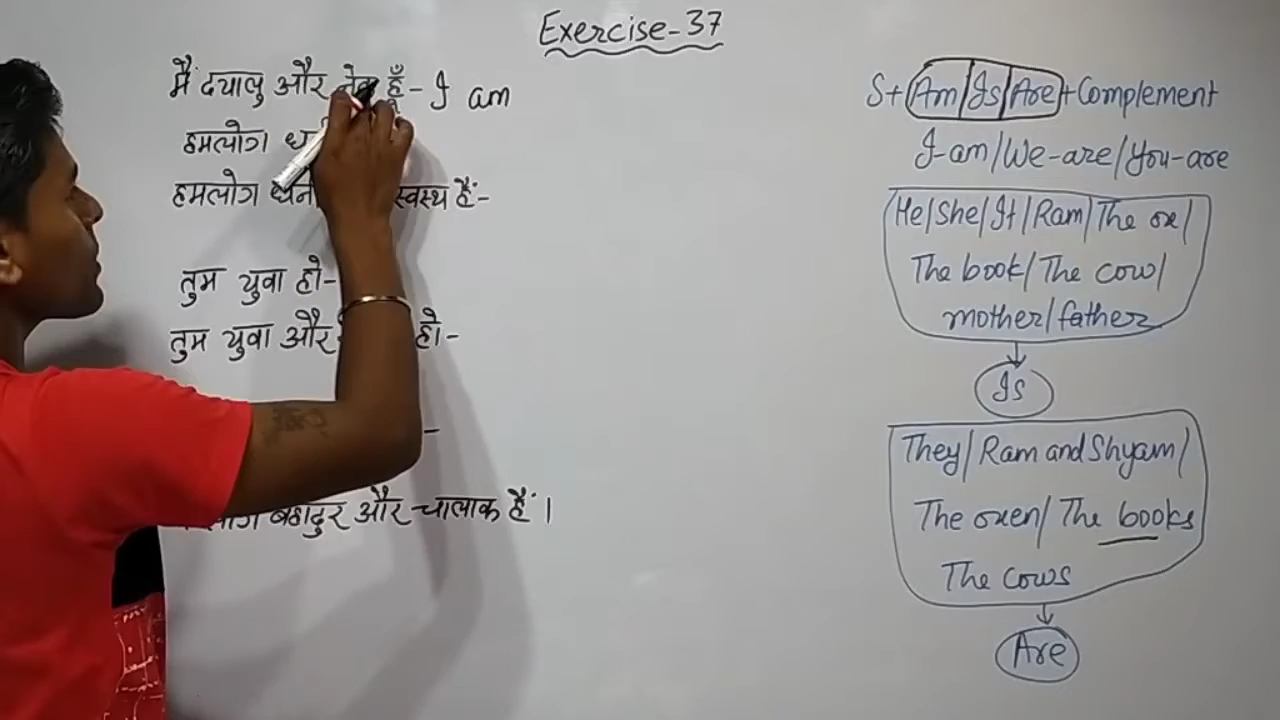 Exercise-37
मैं दयालु और हूँ- I am
हमलोग
हमलोग धनी स्वस्थ हैं-
तुम युवा हो-
तुम युवा और हो-
-
बहादुर और चालाक हैं।
S+Am/Is/Are+Complement
I-am/We-are/You-are
He/She/It/Ram/The ox/
The book/The cow/
mother/father
Is
They/Ram and Shyam/
The oxen/The books
The cows
Are